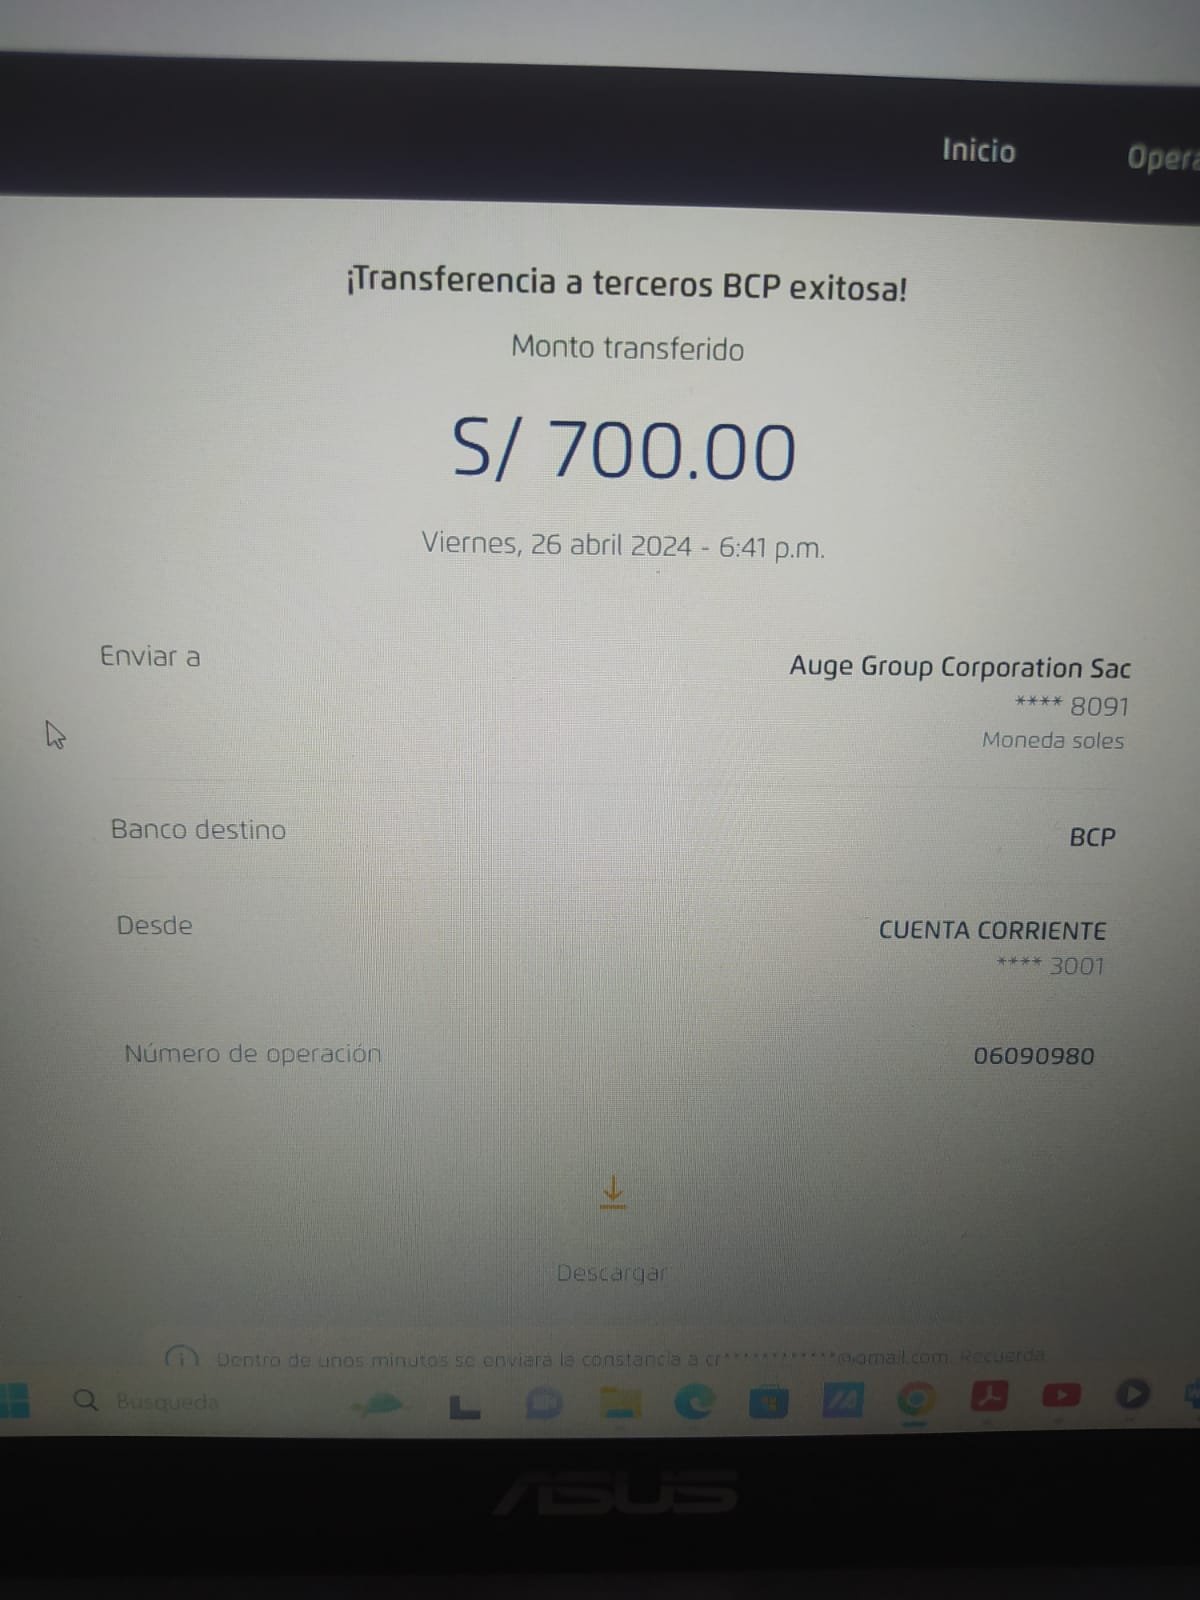 Inicio
Opera
¡Transferencia a terceros BCP exitosa!
Monto transferido
S/ 700.00
Viernes, 26 abril 2024 - 6:41 p.m.
Enviar a
Auge Group Corporation Sac
**** 8091
Moneda soles
Banco destino
BCP
Desde
CUENTA CORRIENTE
**** 3001
Número de operación
06090980
Descargar
Dentro de unos minutos se enviará la constancia a cr*************@gmail.com. Recuerda
Búsqueda
ASUS